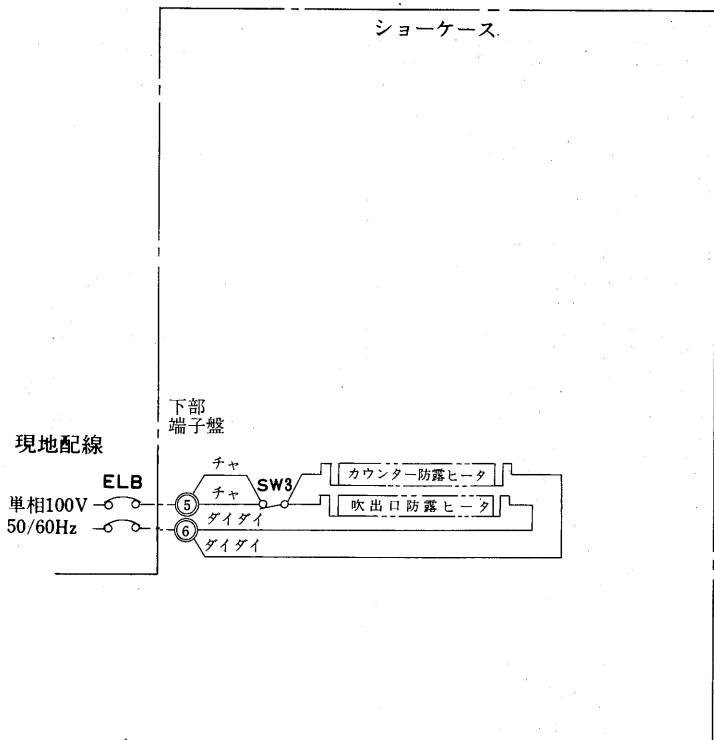 ショーケース
下部
端子盤
現地配線
ELB
単相100V
50/60Hz
チャ
SW3
カウンター防露ヒータ
5
チャ
吹出口防露ヒータ
6
ダイダイ
ダイダイ